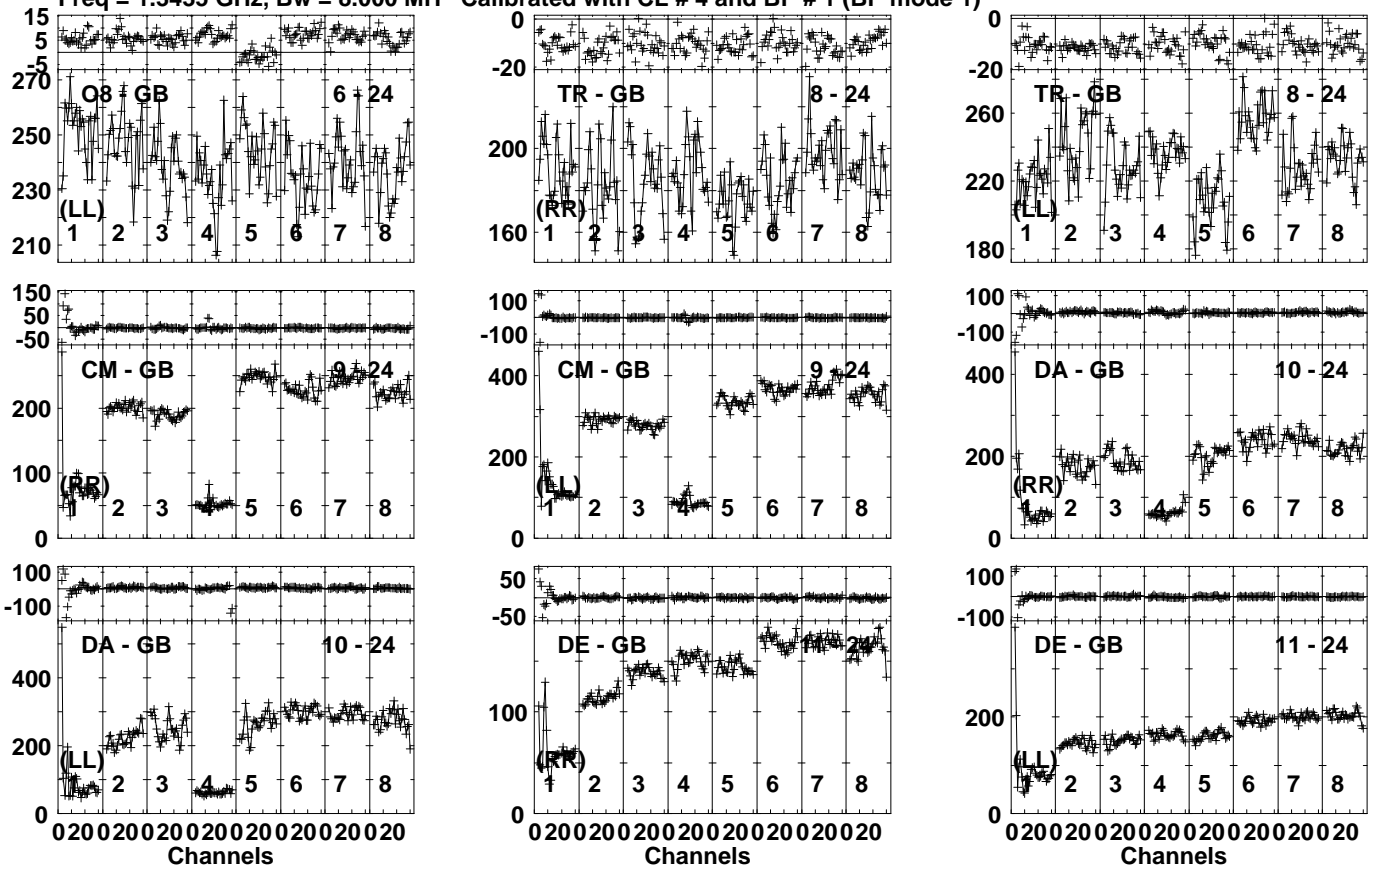 Freq = 1.3435 GHz, Bw = 8.000 MH Calibrated with CL # 4 and BP # 1 (BP mode 1)
15 5 -5
270 250 230 210
O8 - GB 6 - 24
(LL)
1 2 3 4 5 6 7 8
0 -20
200 160
TR - GB 8 - 24
(RR)
1 2 3 4 5 6 7 8
0 -20
260 220 180
TR - GB 8 - 24
(LL)
1 2 3 4 5 6 7 8
150 50 -50
200 100 0
CM - GB 9 - 24
(RR)
1 2 3 4 5 6 7 8
100 -100
400 200 0
CM - GB 9 - 24
(LL)
1 2 3 4 5 6 7 8
100 -100
400 200 0
DA - GB 10 - 24
(RR)
1 2 3 4 5 6 7 8
100 -100
400 200 0
DA - GB 10 - 24
(LL)
1 2 3 4 5 6 7 8
0 20 0 20 0 20 0 20 0 20 0 20 0 20 0 20
Channels
50 -50
100 0
DE - GB 11 - 24
(RR)
1 2 3 4 5 6 7 8
0 20 0 20 0 20 0 20 0 20 0 20 0 20 0 20
Channels
100 -100
200 0
DE - GB 11 - 24
(LL)
1 2 3 4 5 6 7 8
0 20 0 20 0 20 0 20 0 20 0 20 0 20 0 20
Channels